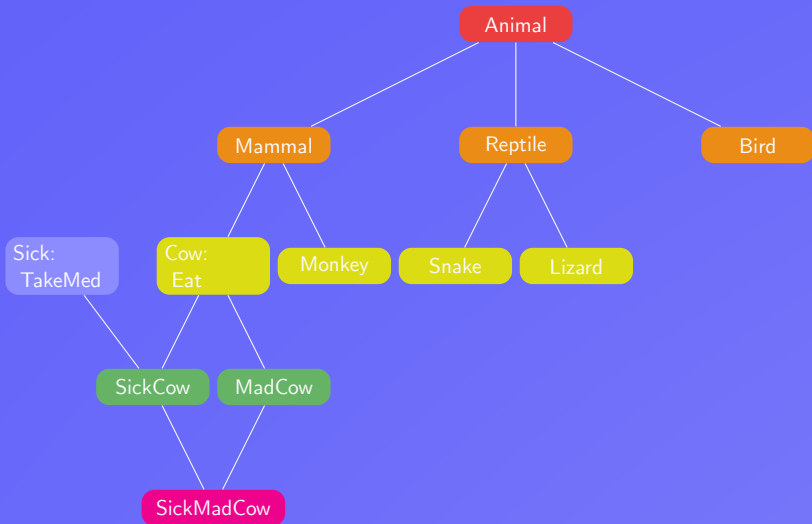 Animal
Mammal
Reptile
Bird
Sick:
TakeMed
Cow:
Eat
Monkey
Snake
Lizard
SickCow
MadCow
SickMadCow